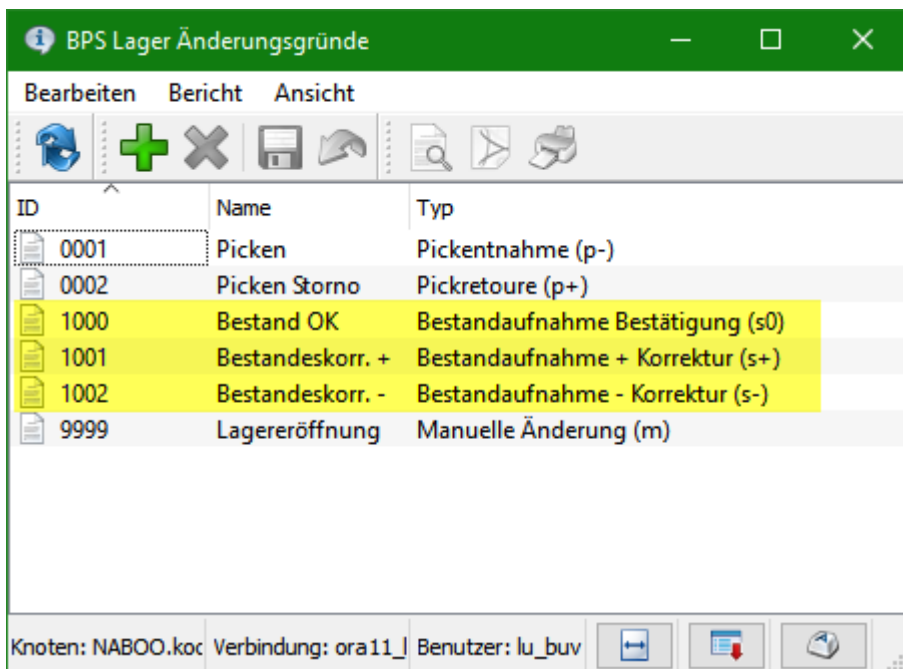 BPS Lager Änderungsgründe
Bearbeiten Bericht Ansicht
ID Name Typ
0001 Picken Pickentnahme (p-)
0002 Picken Storno Pickretoure (p+)
1000 Bestand OK Bestandaufnahme Bestätigung (s0)
1001 Bestandeskorr. + Bestandaufnahme + Korrektur (s+)
1002 Bestandeskorr. - Bestandaufnahme - Korrektur (s-)
9999 Lagereröffnung Manuelle Änderung (m)
Knoten: NABOO.koc Verbindung: ora11_l Benutzer: lu_buv